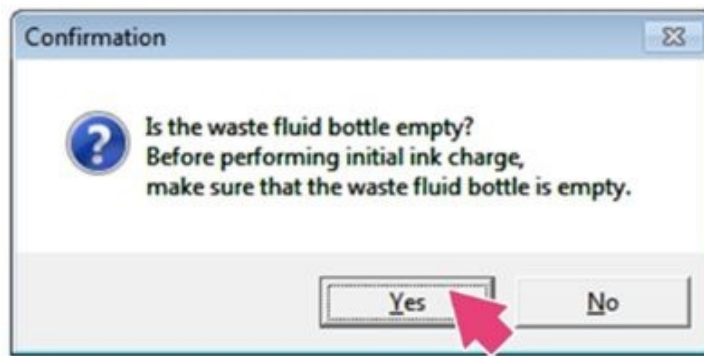 Confirmation
Is the waste fluid bottle empty?
Before performing initial ink charge,
make sure that the waste fluid bottle is empty.
Yes
No